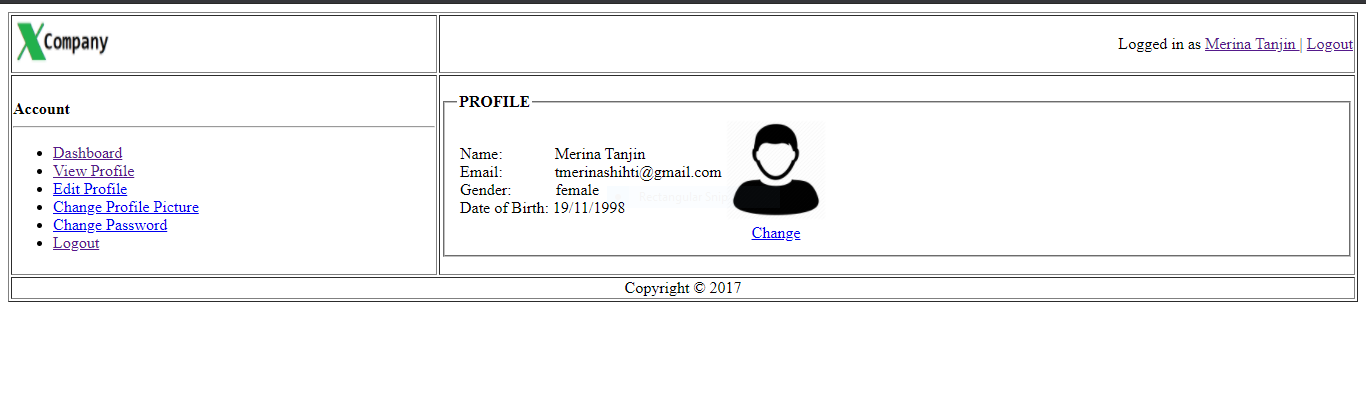 XCompany
Logged in as Merina Tanjin | Logout
Account
Dashboard
View Profile
Edit Profile
Change Profile Picture
Change Password
Logout
PROFILE
Name: Merina Tanjin
Email: tmerinashihti@gmail.com
Gender: female
Date of Birth: 19/11/1998
Change
Copyright © 2017